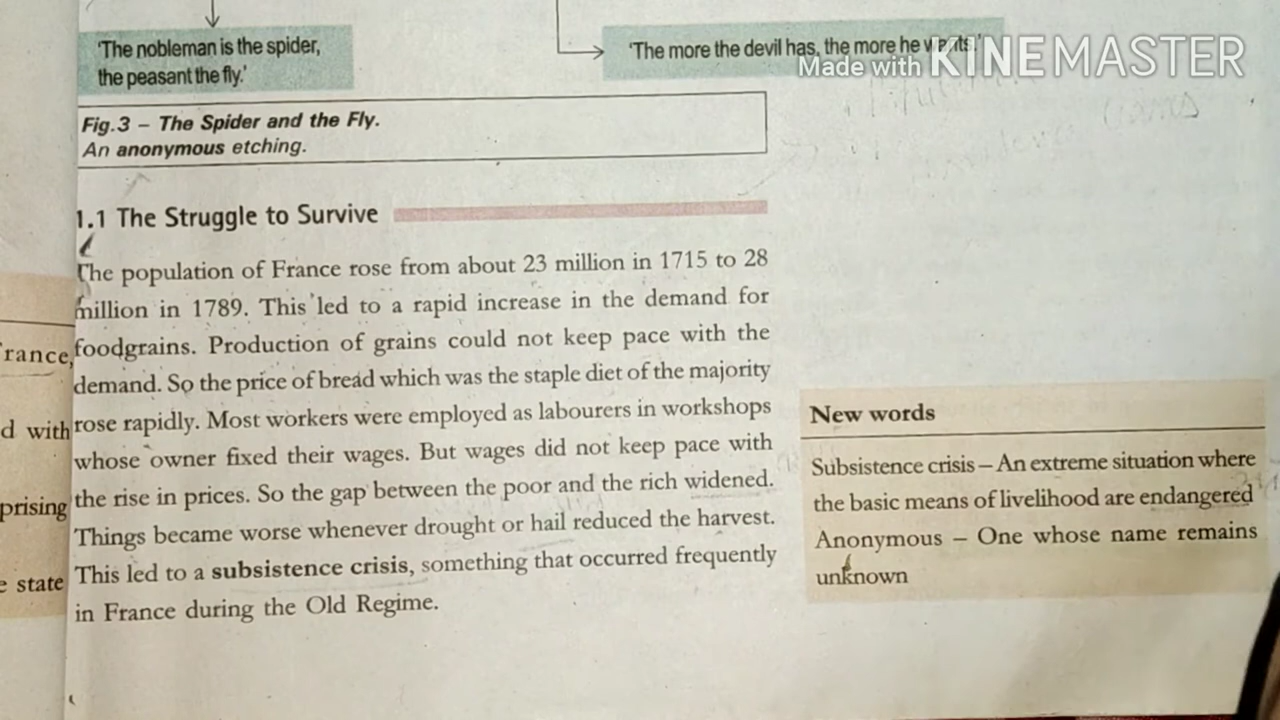 'The nobleman is the spider,
the peasant the fly.'
'The more the devil has, the more he wants.'
Made with KINEMASTER
Fig.3 – The Spider and the Fly.
An anonymous etching.
1.1 The Struggle to Survive
The population of France rose from about 23 million in 1715 to 28
million in 1789. This led to a rapid increase in the demand for
foodgrains. Production of grains could not keep pace with the
demand. So the price of bread which was the staple diet of the majority
rose rapidly. Most workers were employed as labourers in workshops
whose owner fixed their wages. But wages did not keep pace with
the rise in prices. So the gap between the poor and the rich widened.
Things became worse whenever drought or hail reduced the harvest.
This led to a subsistence crisis, something that occurred frequently
in France during the Old Regime.
rance,
d with
prising
e state
New words
Subsistence crisis – An extreme situation where
the basic means of livelihood are endangered
Anonymous – One whose name remains
unknown